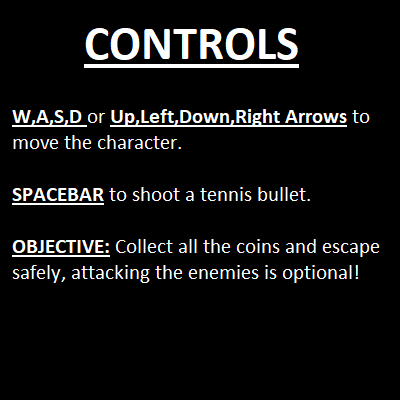 CONTROLS
W,A,S,D or Up,Left,Down,Right Arrows to
move the character.
SPACEBAR to shoot a tennis bullet.
OBJECTIVE: Collect all the coins and escape
safely, attacking the enemies is optional!